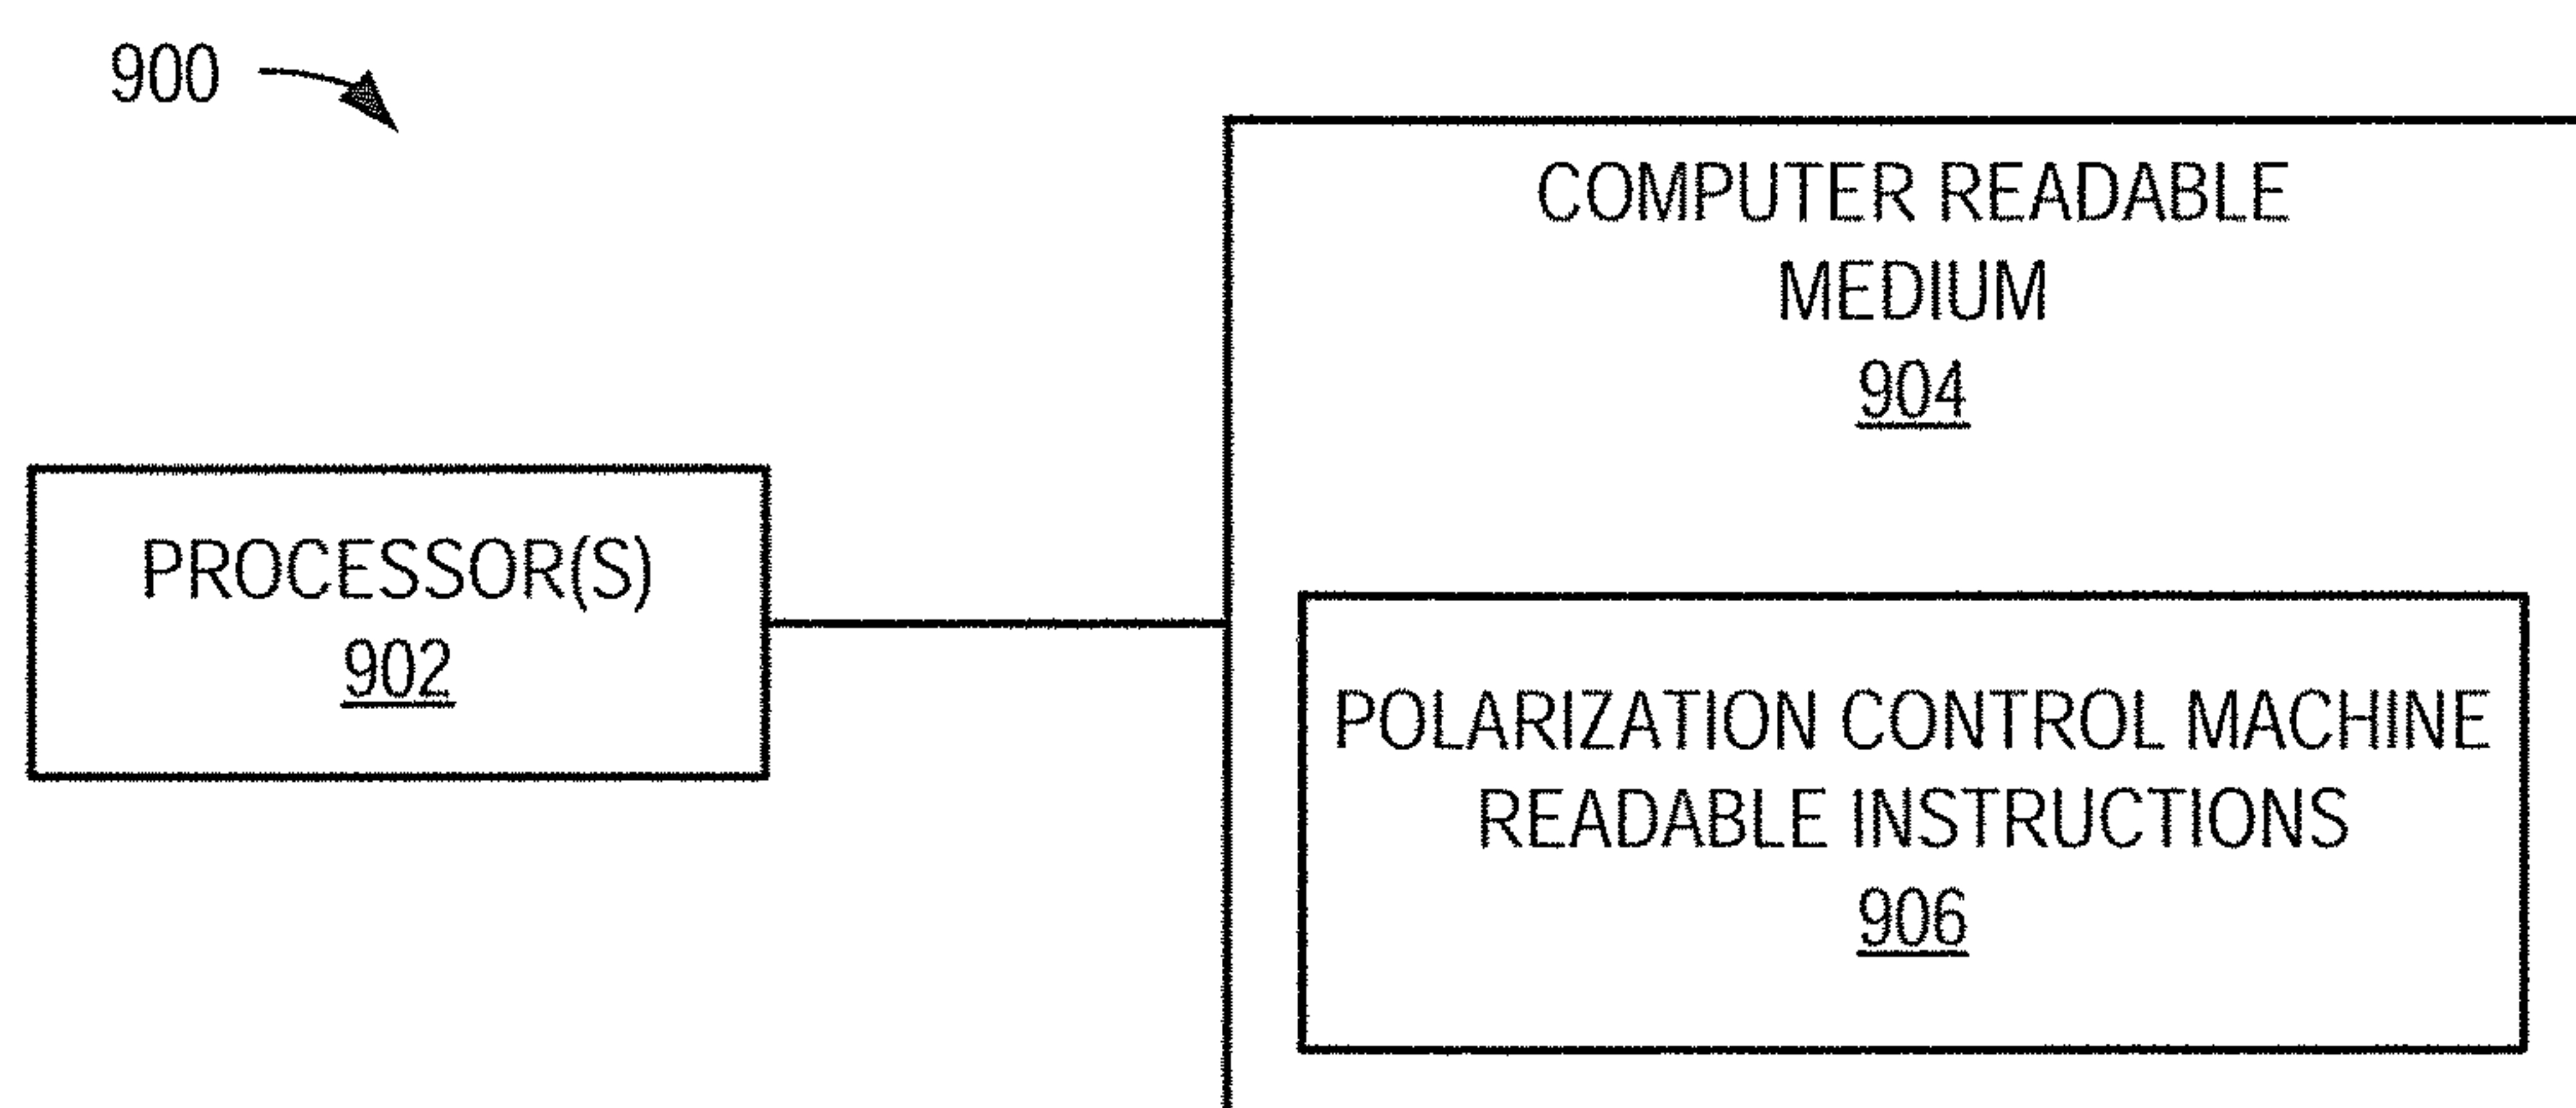 900
COMPUTER READABLE
MEDIUM
904
PROCESSOR(S)
902
POLARIZATION CONTROL MACHINE
READABLE INSTRUCTIONS
906